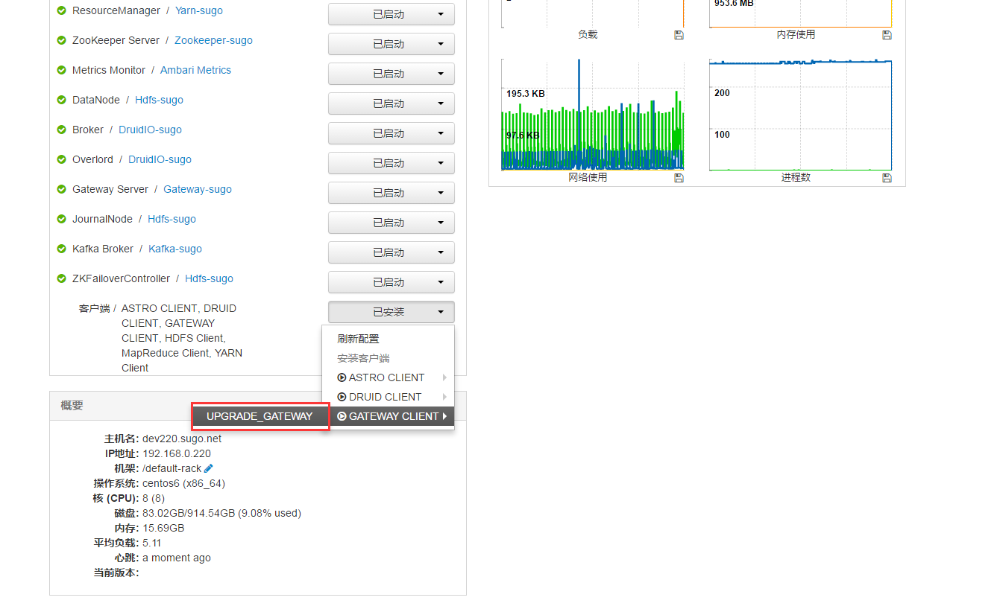 ResourceManager / Yarn-sugo 已启动
ZooKeeper Server / Zookeeper-sugo 已启动
Metrics Monitor / Ambari Metrics 已启动
DataNode / Hdfs-sugo 已启动
Broker / DruidIO-sugo 已启动
Overlord / DruidIO-sugo 已启动
Gateway Server / Gateway-sugo 已启动
JournalNode / Hdfs-sugo 已启动
Kafka Broker / Kafka-sugo 已启动
ZKFailoverController / Hdfs-sugo 已启动
客户端 / ASTRO CLIENT, DRUID 已安装
CLIENT, GATEWAY
CLIENT, HDFS Client,
MapReduce Client, YARN
Client
刷新配置
安装客户端
ASTRO CLIENT
DRUID CLIENT
GATEWAY CLIENT
UPGRADE_GATEWAY
概要
主机名: dev220.sugo.net
IP地址: 192.168.0.220
机架: /default-rack
操作系统: centos6 (x86_64)
核 (CPU): 8 (8)
磁盘: 83.02GB/914.54GB (9.08% used)
内存: 15.69GB
平均负载: 5.11
心跳: a moment ago
当前版本:
953.6 MB
负载
内存使用
195.3 KB
97.6 KB
网络使用
200
100
进程数